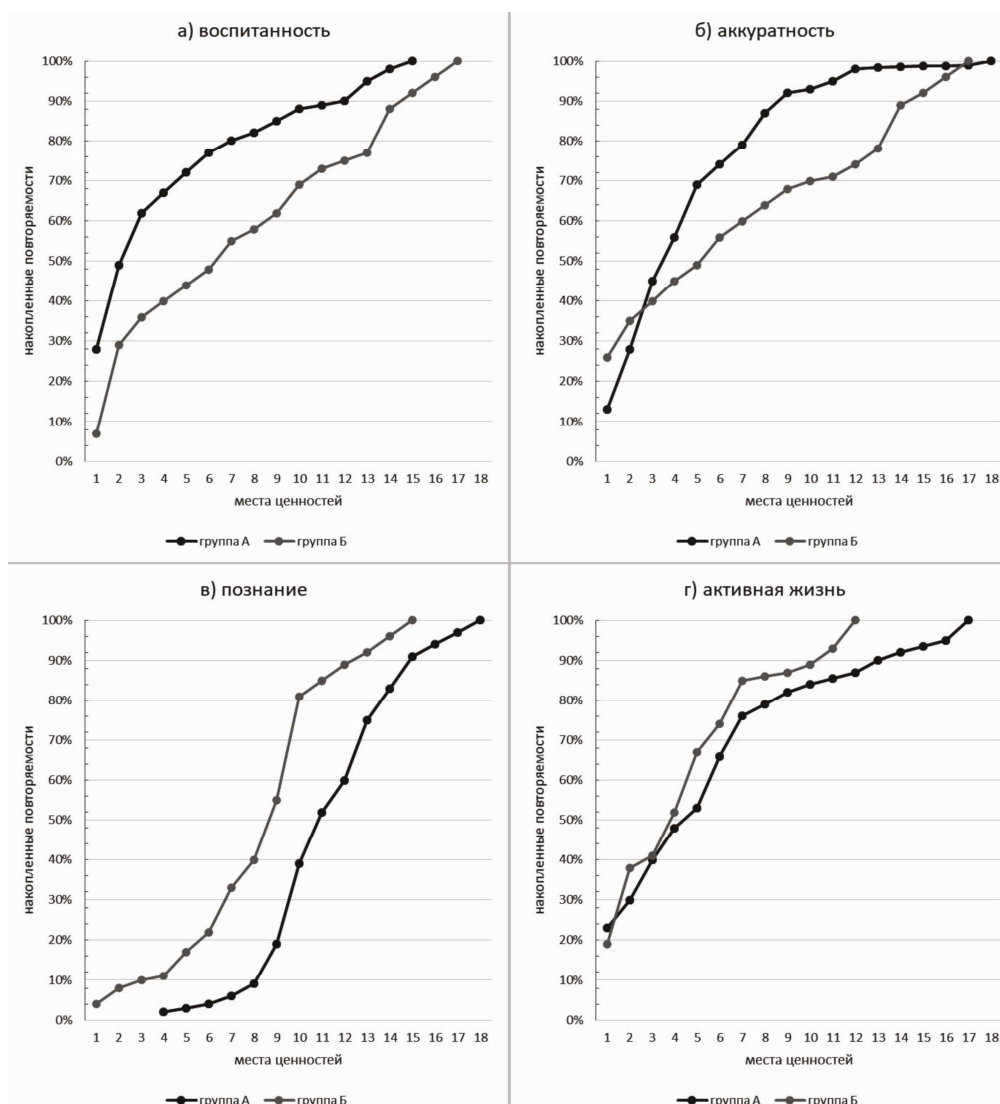 а) воспитанность
100%
90%
80%
70%
60%
50%
40%
30%
20%
10%
0%
накопленные повторяемости
1 2 3 4 5 6 7 8 9 10 11 12 13 14 15 16 17 18
места ценностей
группа А группа Б
б) аккуратность
100%
90%
80%
70%
60%
50%
40%
30%
20%
10%
0%
накопленные повторяемости
1 2 3 4 5 6 7 8 9 10 11 12 13 14 15 16 17 18
места ценностей
группа А группа Б
в) познание
100%
90%
80%
70%
60%
50%
40%
30%
20%
10%
0%
накопленные повторяемости
1 2 3 4 5 6 7 8 9 10 11 12 13 14 15 16 17 18
места ценностей
группа А группа Б
г) активная жизнь
100%
90%
80%
70%
60%
50%
40%
30%
20%
10%
0%
накопленные повторяемости
1 2 3 4 5 6 7 8 9 10 11 12 13 14 15 16 17 18
места ценностей
группа А группа Б